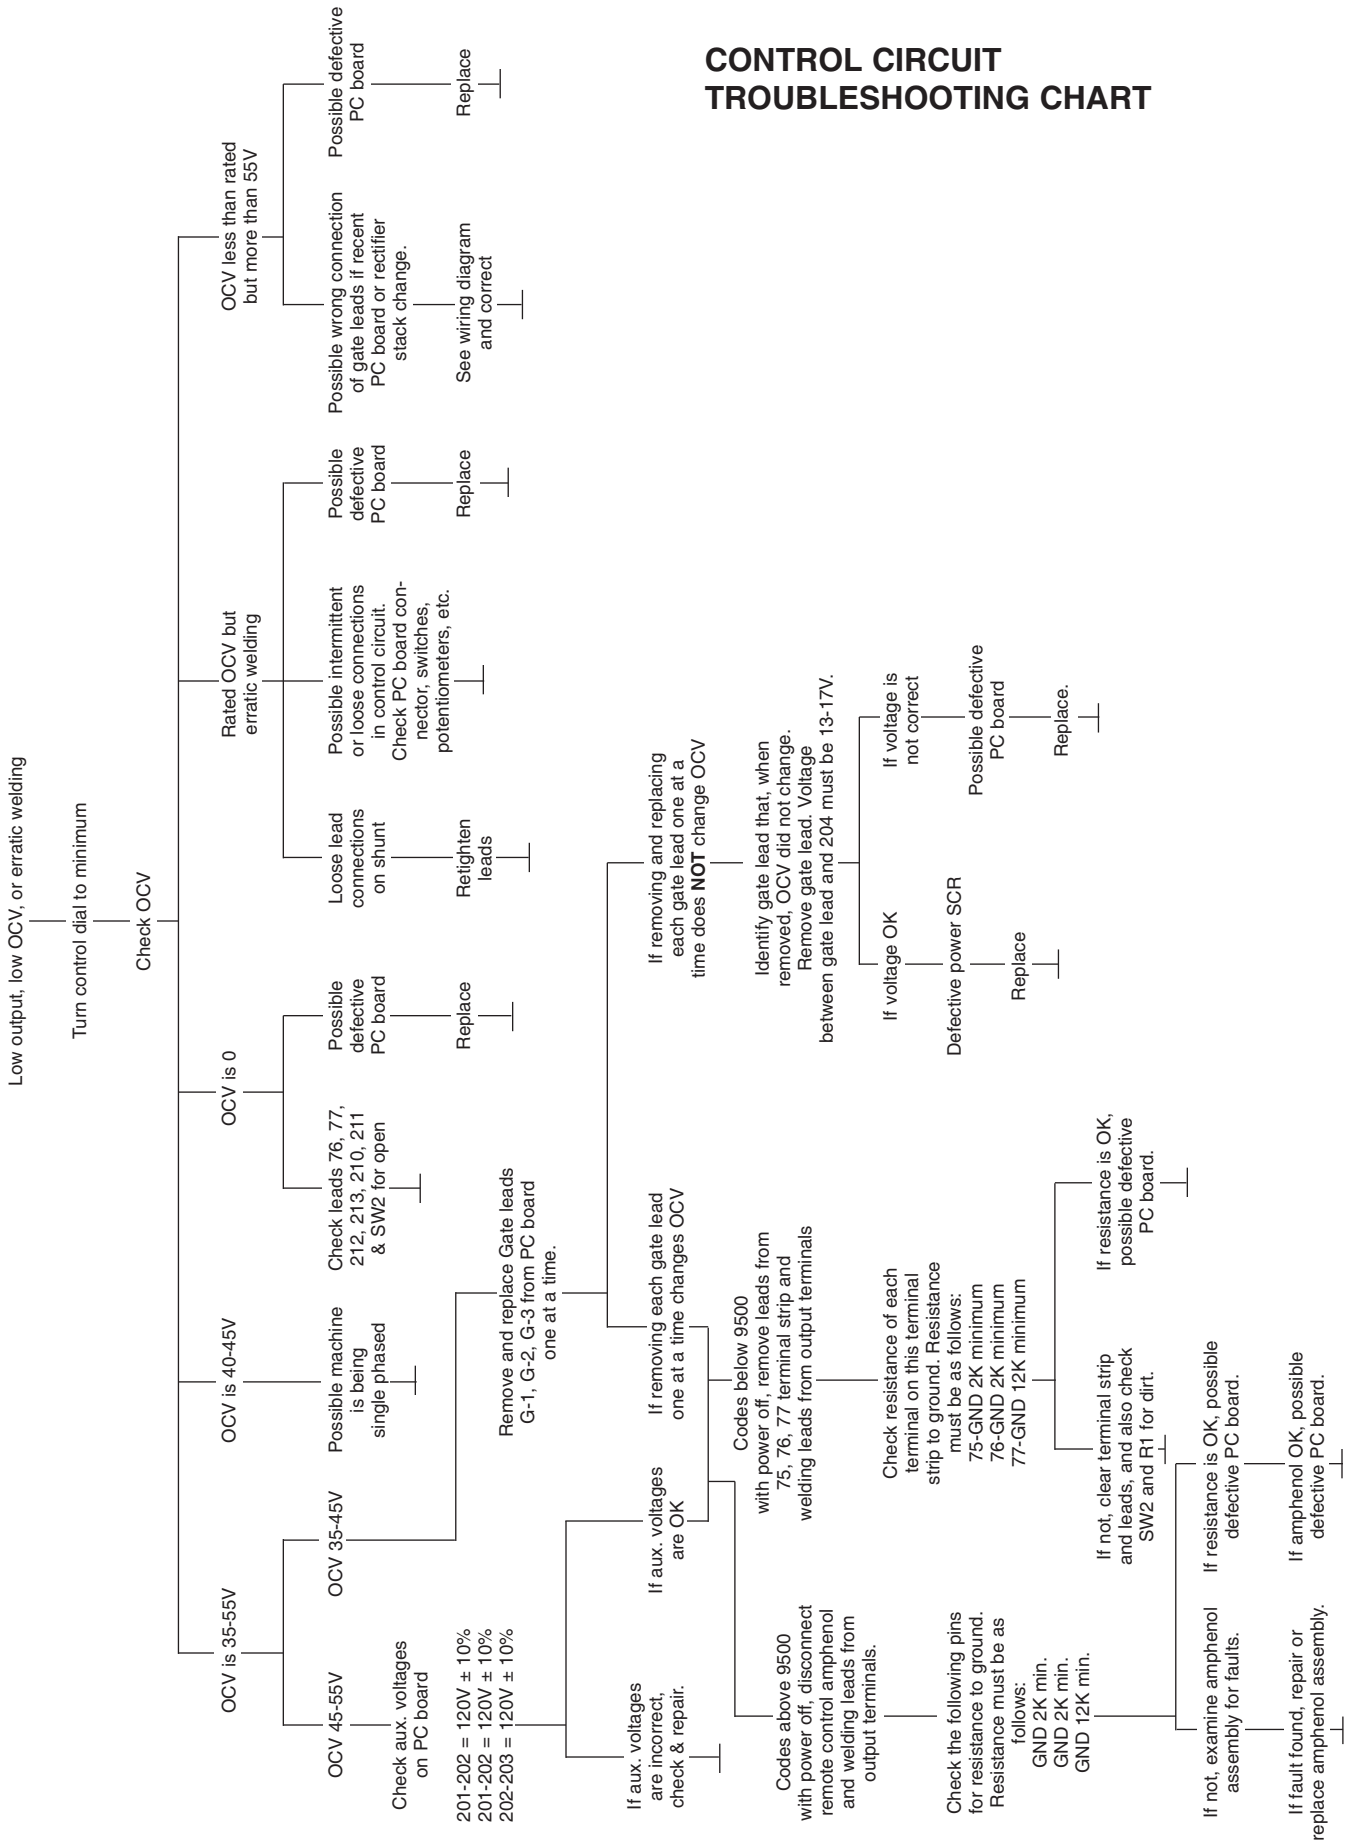 CONTROL CIRCUIT
TROUBLESHOOTING CHART
Low output, low OCV, or erratic welding
Turn control dial to minimum
Check OCV
OCV is 35-55V
OCV 45-55V
Check aux. voltages
on PC board
201-202 = 120V ± 10%
201-202 = 120V ± 10%
202-203 = 120V ± 10%
If aux. voltages
are incorrect,
check & repair.
If aux. voltages
are OK
OCV 35-45V
Remove and replace Gate leads
G-1, G-2, G-3 from PC board
one at a time.
If removing each gate lead
one at a time changes OCV
Codes above 9500
with power off, disconnect
remote control amphenol
and welding leads from
output terminals.
Check the following pins
for resistance to ground.
Resistance must be as
follows:
GND 2K min.
GND 2K min.
GND 12K min.
If not, examine amphenol
assembly for faults.
If fault found, repair or
replace amphenol assembly.
If resistance is OK, possible
defective PC board.
If amphenol OK, possible
defective PC board.
Codes below 9500
with power off, remove leads from
75, 76, 77 terminal strip and
welding leads from output terminals
Check resistance of each
terminal on this terminal
strip to ground. Resistance
must be as follows:
75-GND 2K minimum
76-GND 2K minimum
77-GND 12K minimum
If not, clear terminal strip
and leads, and also check
SW2 and R1 for dirt.
If resistance is OK,
possible defective
PC board.
If removing and replacing
each gate lead one at a
time does NOT change OCV
Identify gate lead that, when
removed, OCV did not change.
Remove gate lead. Voltage
between gate lead and 204 must be 13-17V.
If voltage OK
Defective power SCR
Replace
If voltage is
not correct
Possible defective
PC board
Replace.
OCV is 40-45V
Possible machine
is being
single phased
OCV is 0
Check leads 76, 77,
212, 213, 210, 211
& SW2 for open
Possible
defective
PC board
Replace
Rated OCV but
erratic welding
Loose lead
connections
on shunt
Retighten
leads
Possible intermittent
or loose connections
in control circuit.
Check PC board con-
nector, switches,
potentiometers, etc.
Possible
defective
PC board
Replace
OCV less than rated
but more than 55V
Possible wrong connection
of gate leads if recent
PC board or rectifier
stack change.
See wiring diagram
and correct
Possible defective
PC board
Replace